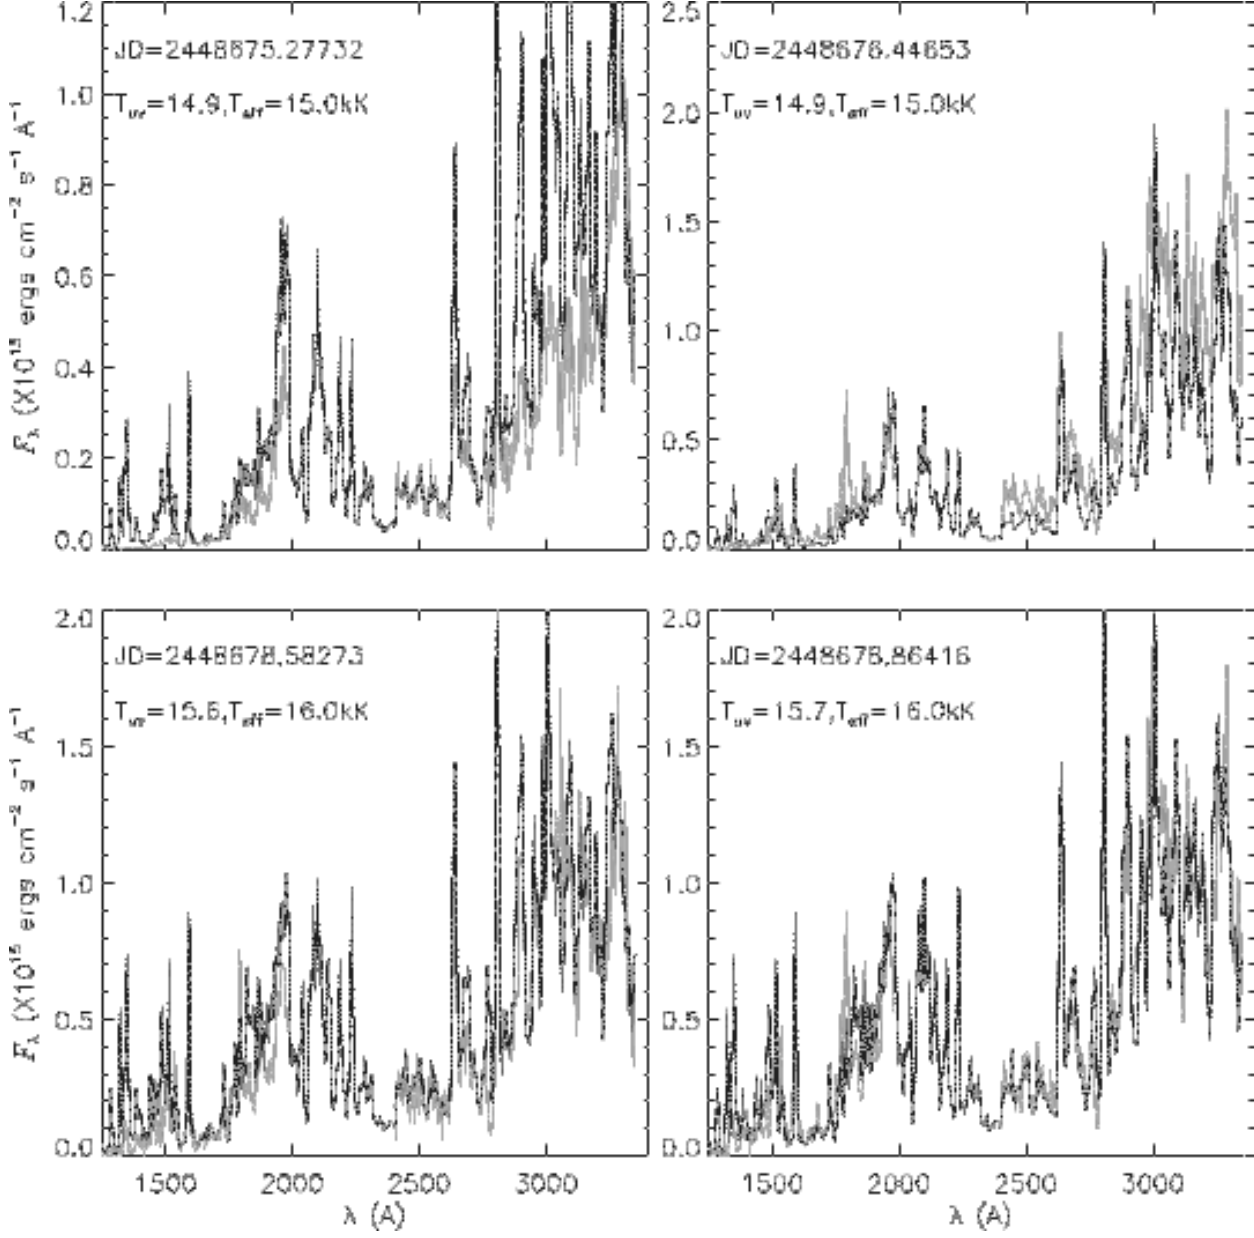 JD=2448675.27732
T_uv=14.9,T_eff=15.0kK
1.2
1.0
0.8
0.6
0.4
0.2
0.0
F_λ (X10^15 ergs cm^-2 s^-1 A^-1
JD=2448676.44653
T_uv=14.9,T_eff=15.0kK
2.5
2.0
1.5
1.0
0.5
0.0
JD=2448678.58273
T_uv=15.6,T_eff=16.0kK
2.0
1.5
1.0
0.5
0.0
F_λ (X10^15 ergs cm^-2 s^-1 A^-1
1500 2000 2500 3000
λ (A)
JD=2448678.86416
T_uv=15.7,T_eff=16.0kK
2.0
1.5
1.0
0.5
0.0
1500 2000 2500 3000
λ (A)